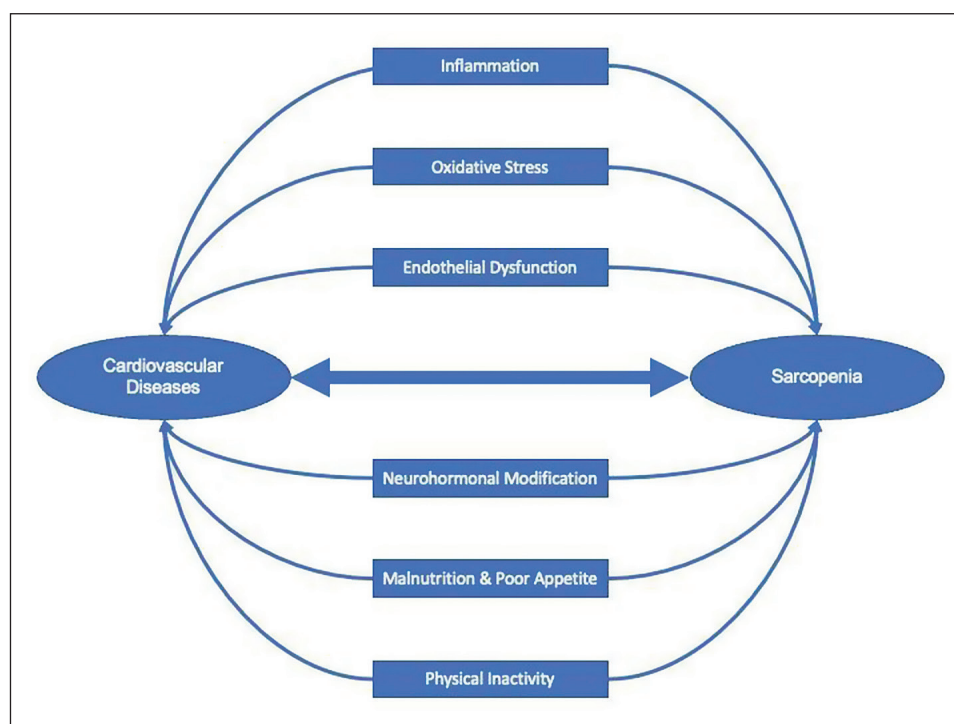 Inflammation
Oxidative Stress
Endothelial Dysfunction
Cardiovascular
Diseases
Sarcopenia
Neurohormonal Modification
Malnutrition & Poor Appetite
Physical Inactivity